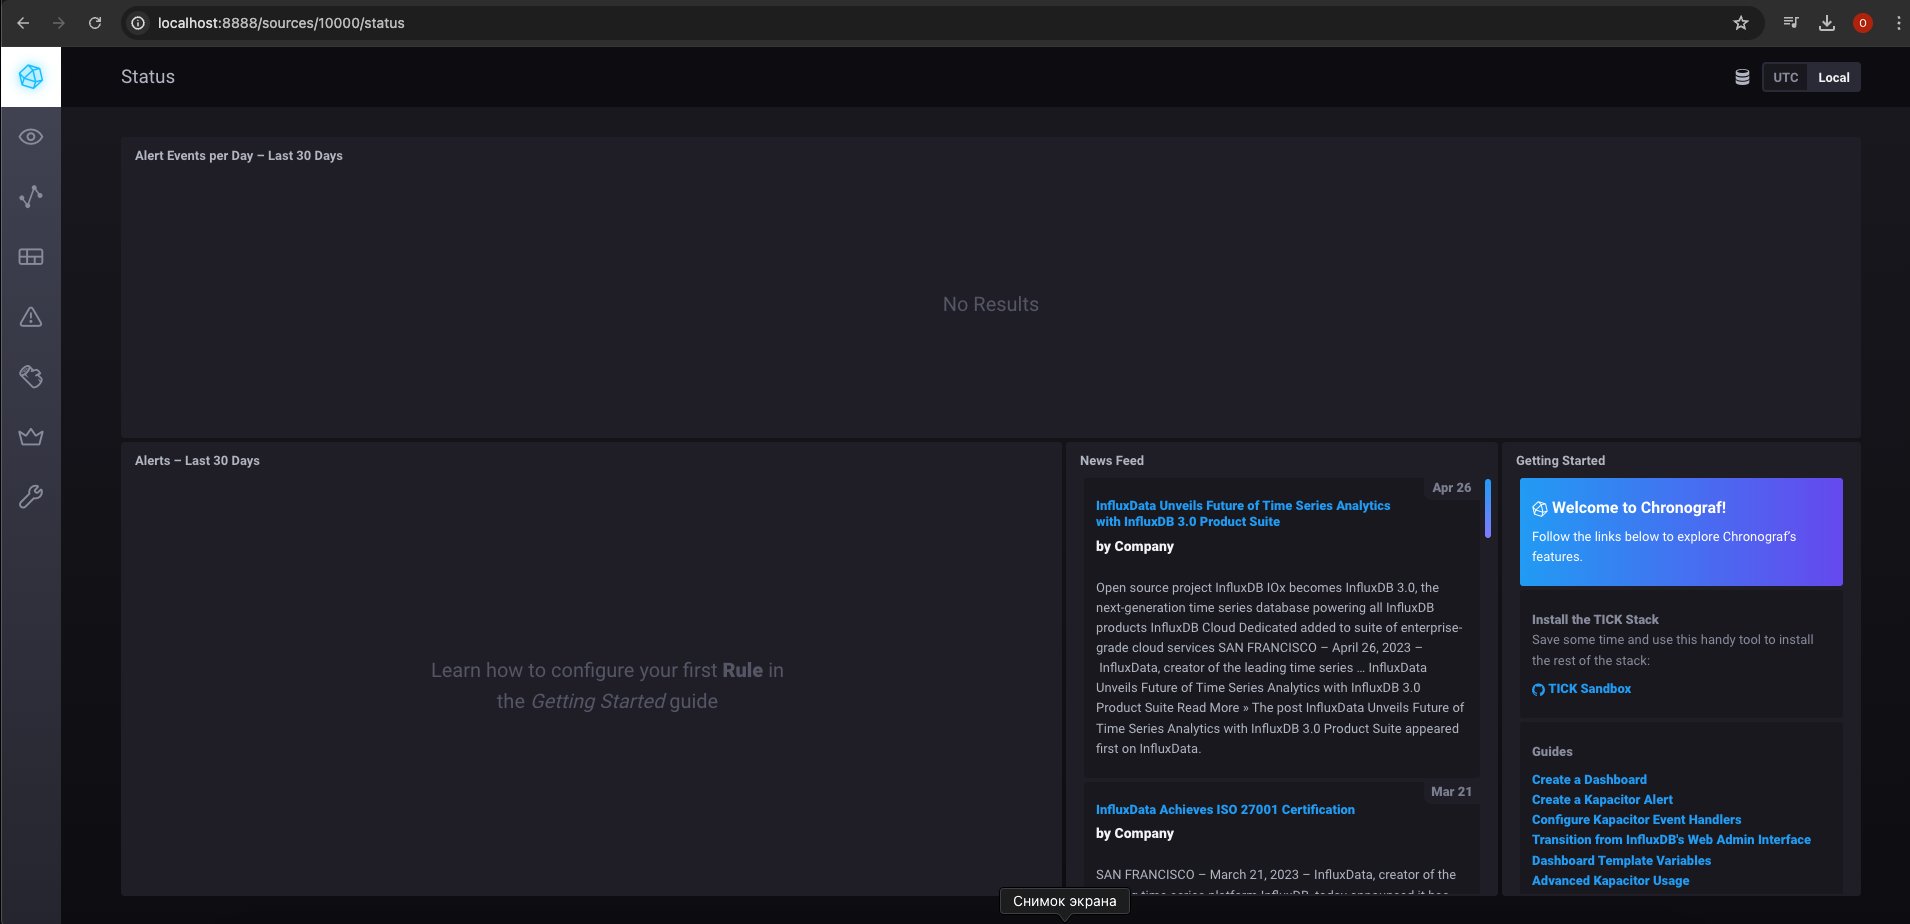 localhost:8888/sources/10000/status
O
Status
UTC
Local
Alert Events per Day – Last 30 Days
No Results
Alerts – Last 30 Days
Learn how to configure your first Rule in
the Getting Started guide
News Feed
Apr 26
InfluxData Unveils Future of Time Series Analytics
with InfluxDB 3.0 Product Suite
by Company
Open source project InfluxDB IOx becomes InfluxDB 3.0, the
next-generation time series database powering all InfluxDB
products InfluxDB Cloud Dedicated added to suite of enterprise-
grade cloud services SAN FRANCISCO – April 26, 2023 –
InfluxData, creator of the leading time series ... InfluxData
Unveils Future of Time Series Analytics with InfluxDB 3.0
Product Suite Read More » The post InfluxData Unveils Future of
Time Series Analytics with InfluxDB 3.0 Product Suite appeared
first on InfluxData.
Mar 21
InfluxData Achieves ISO 27001 Certification
by Company
SAN FRANCISCO – March 21, 2023 – InfluxData, creator of the
time series platform InfluxDB, today announced it has
Getting Started
Welcome to Chronograf!
Follow the links below to explore Chronograf's
features.
Install the TICK Stack
Save some time and use this handy tool to install
the rest of the stack:
TICK Sandbox
Guides
Create a Dashboard
Create a Kapacitor Alert
Configure Kapacitor Event Handlers
Transition from InfluxDB's Web Admin Interface
Dashboard Template Variables
Advanced Kapacitor Usage
Снимок экрана